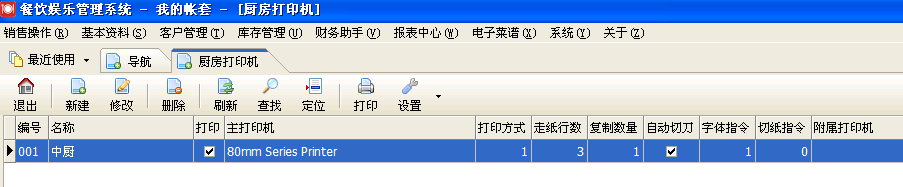 餐饮娱乐管理系统 - 我的帐套 - [厨房打印机]
销售操作(R) 基本资料(S) 客户管理(T) 库存管理(U) 财务助手(V) 报表中心(W) 电子菜谱(X) 系统(Y) 关于(Z)
最近使用 导航 厨房打印机
退出 新建 修改 删除 刷新 查找 定位 打印 设置
编号 名称 打印 主打印机 打印方式 走纸行数 复制数量 自动切刀 字体指令 切纸指令 附属打印机
001 中厨 80mm Series Printer 1 3 1 1 0